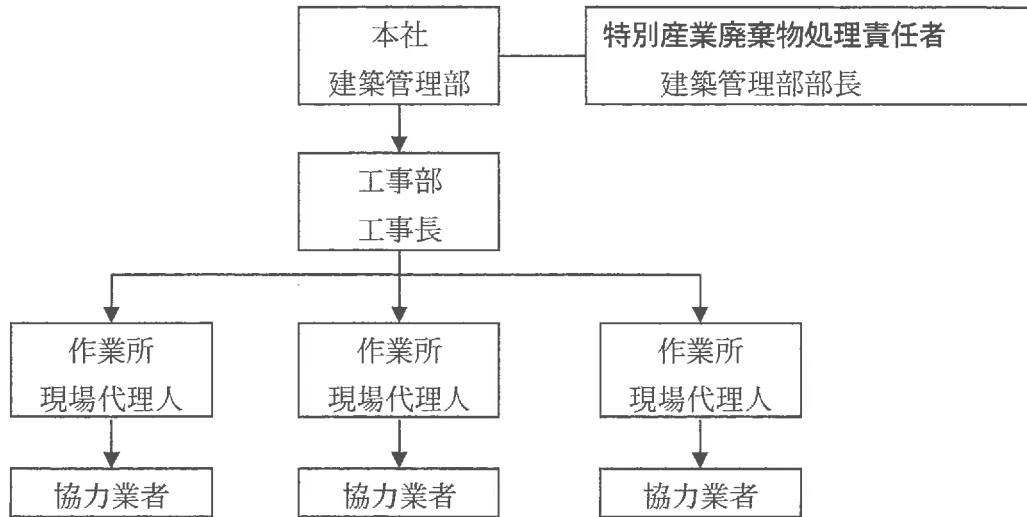 本社
建築管理部
特別産業廃棄物処理責任者
建築管理部部長
工事部
工事長
作業所
現場代理人
作業所
現場代理人
作業所
現場代理人
協力業者
協力業者
協力業者